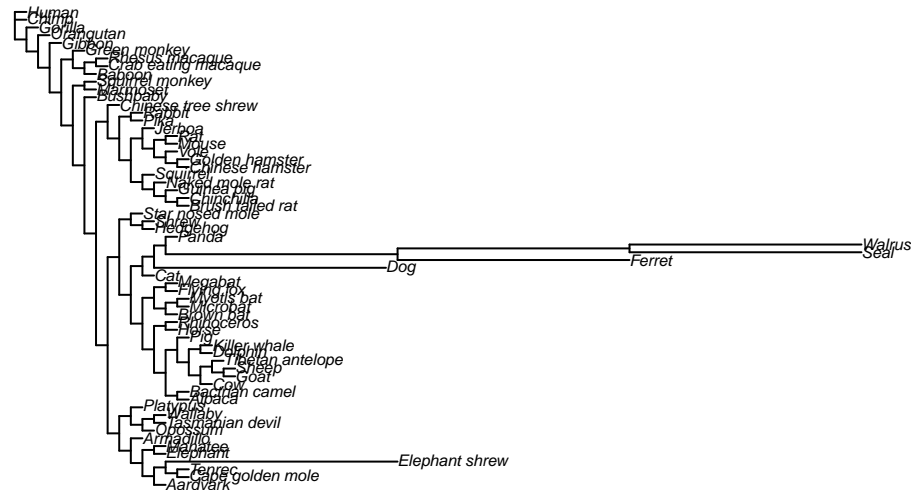 Human
Chimp
Gorilla
Orangutan
Gibbon
Green monkey
Rhesus macaque
Crab eating macaque
Baboon
Squirrel monkey
Marmoset
Bushbaby
Chinese tree shrew
Rabbit
Pika
Jerboa
Rat
Mouse
Vole
Golden hamster
Chinese hamster
Squirrel
Naked mole rat
Guinea pig
Chinchilla
Brush tailed rat
Star nosed mole
Shrew
Hedgehog
Panda
Walrus
Seal
Ferret
Dog
Cat
Megabat
Flying fox
Myotis bat
Microbat
Brown bat
Rhinoceros
Horse
Pig
Killer whale
Dolphin
Tibetan antelope
Sheep
Goat
Cow
Bactrian camel
Alpaca
Platypus
Wallaby
Tasmanian devil
Opossum
Armadillo
Manatee
Elephant
Elephant shrew
Tenrec
Cape golden mole
Aardvark